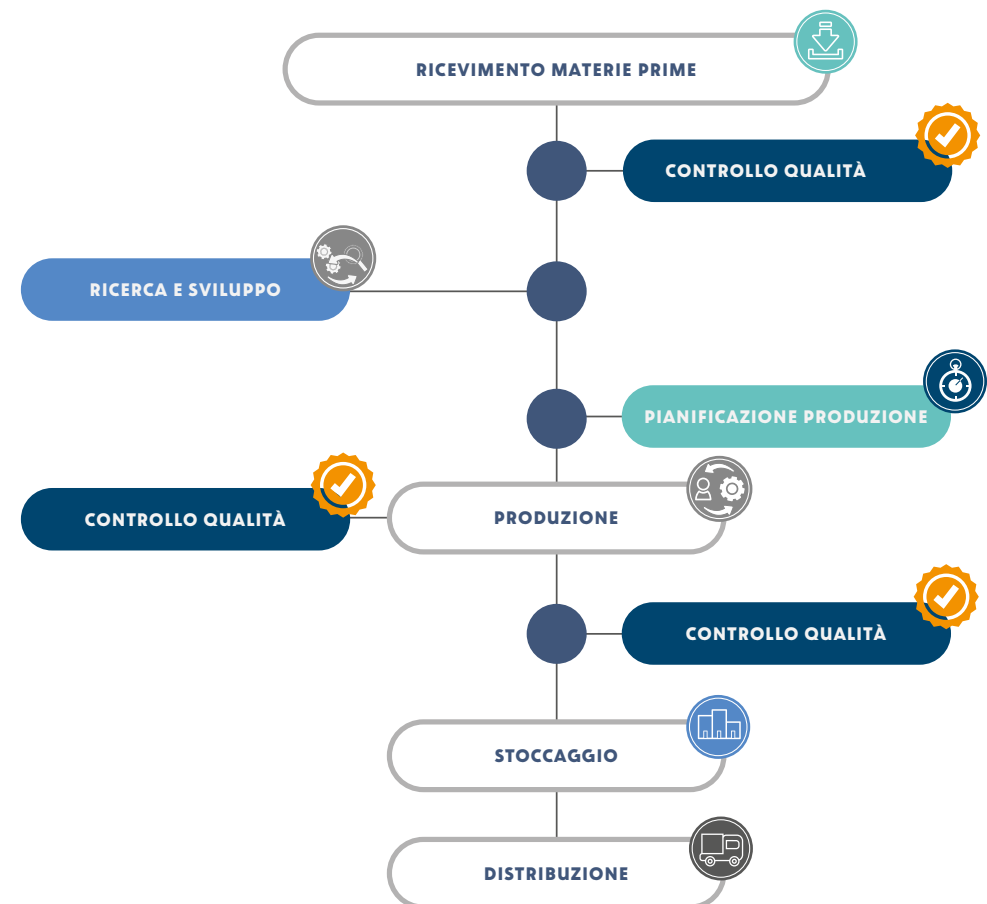 RICEVIMENTO MATERIE PRIME
CONTROLLO QUALITÀ
RICERCA E SVILUPPO
PIANIFICAZIONE PRODUZIONE
CONTROLLO QUALITÀ
PRODUZIONE
CONTROLLO QUALITÀ
STOCCAGGIO
DISTRIBUZIONE